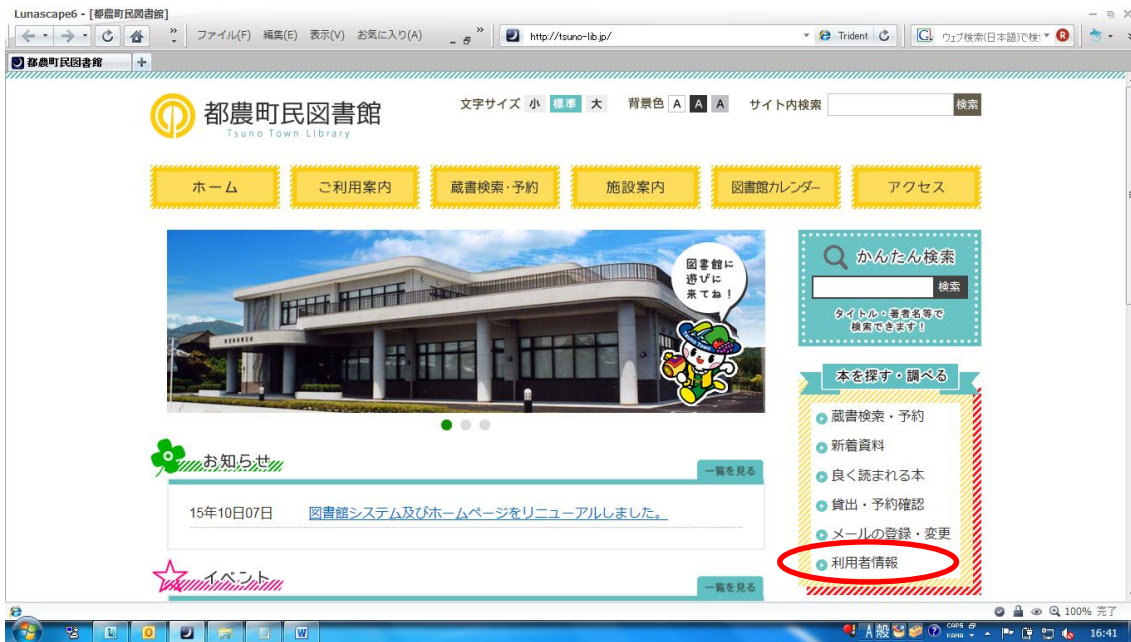 Lunascape6 - [都農町民図書館]
ファイル(F) 編集(E) 表示(V) お気に入り(A) http://tsuno-lib.jp/ Trident ウェブ検索(日本語)で検
都農町民図書館
都農町民図書館
Tsuno Town Library
文字サイズ 小 標準 大 背景色 A A A サイト内検索 検索
ホーム ご利用案内 蔵書検索・予約 施設案内 図書館カレンダー アクセス
図書館に
遊びに
来てね！
Tsuno Town
かんたん検索
検索
タイトル・著者名等で
検索できます！
本を探す・調べる
蔵書検索・予約
新着資料
良く読まれる本
貸出・予約確認
メールの登録・変更
利用者情報
お知らせ
一覧を見る
15年10日07日 図書館システム及びホームページをリニューアルしました。
イベント
一覧を見る
100% 完了
A 般 CAPS KANA 16:41